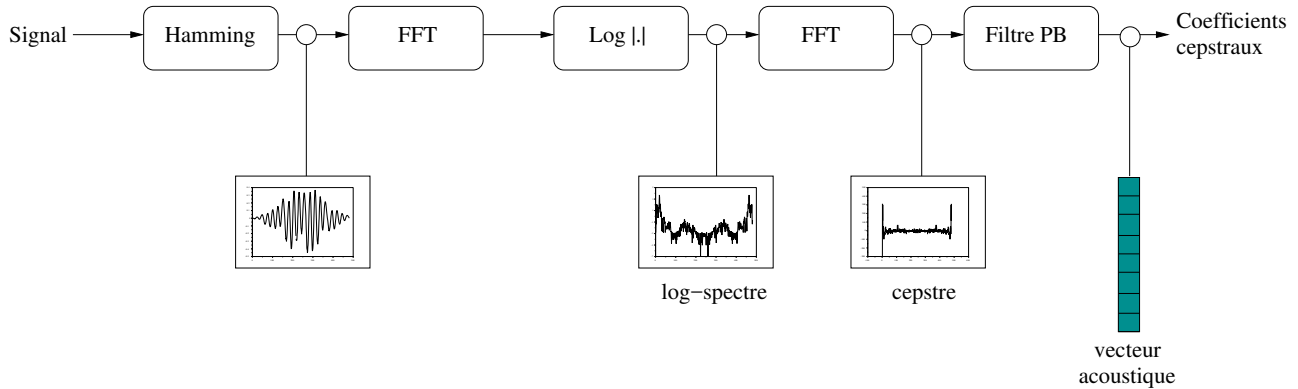 Signal
Hamming
FFT
Log |.|
FFT
Filtre PB
Coefficients
cepstraux
log−spectre
cepstre
vecteur
acoustique